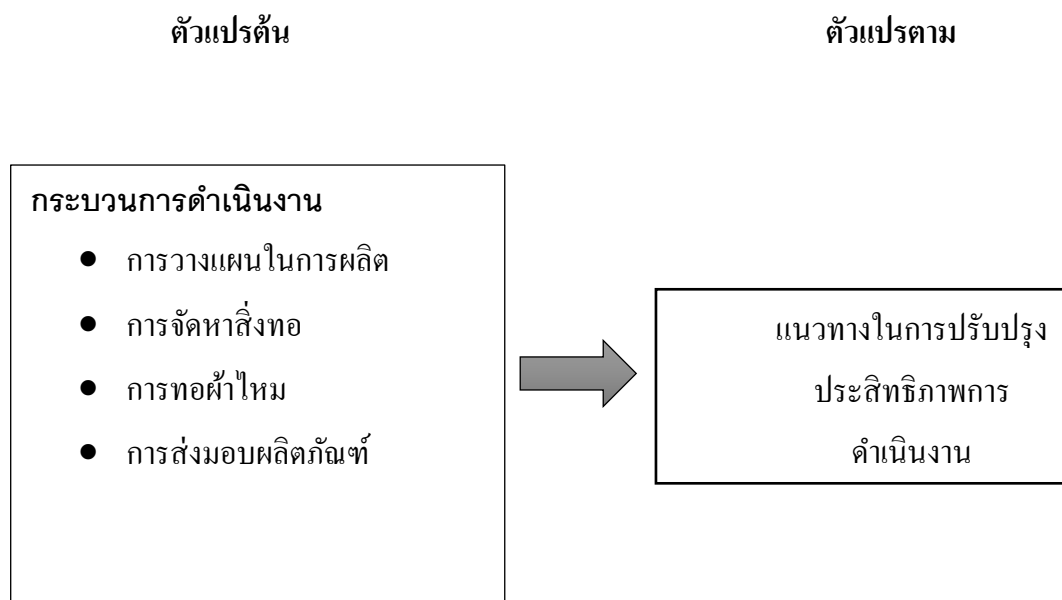 ตัวแปรต้น
ตัวแปรตาม
กระบวนการดำเนินงาน
● การวางแผนในการผลิต
● การจัดหาสิ่งทอ
● การทอผ้าไหม
● การส่งมอบผลิตภัณฑ์
แนวทางในการปรับปรุง
ประสิทธิภาพการ
ดำเนินงาน